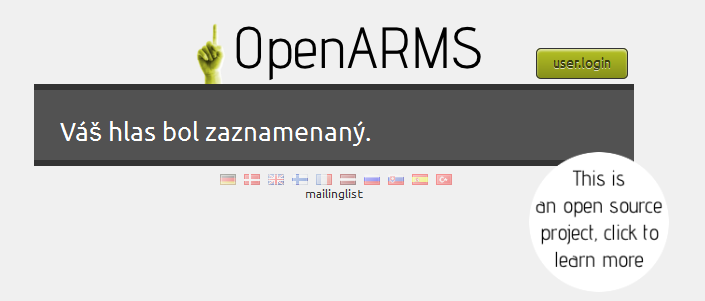 OpenARMS
user.login
Váš hlas bol zaznamenaný.
mailinglist
This is
an open source
project, click to
learn more